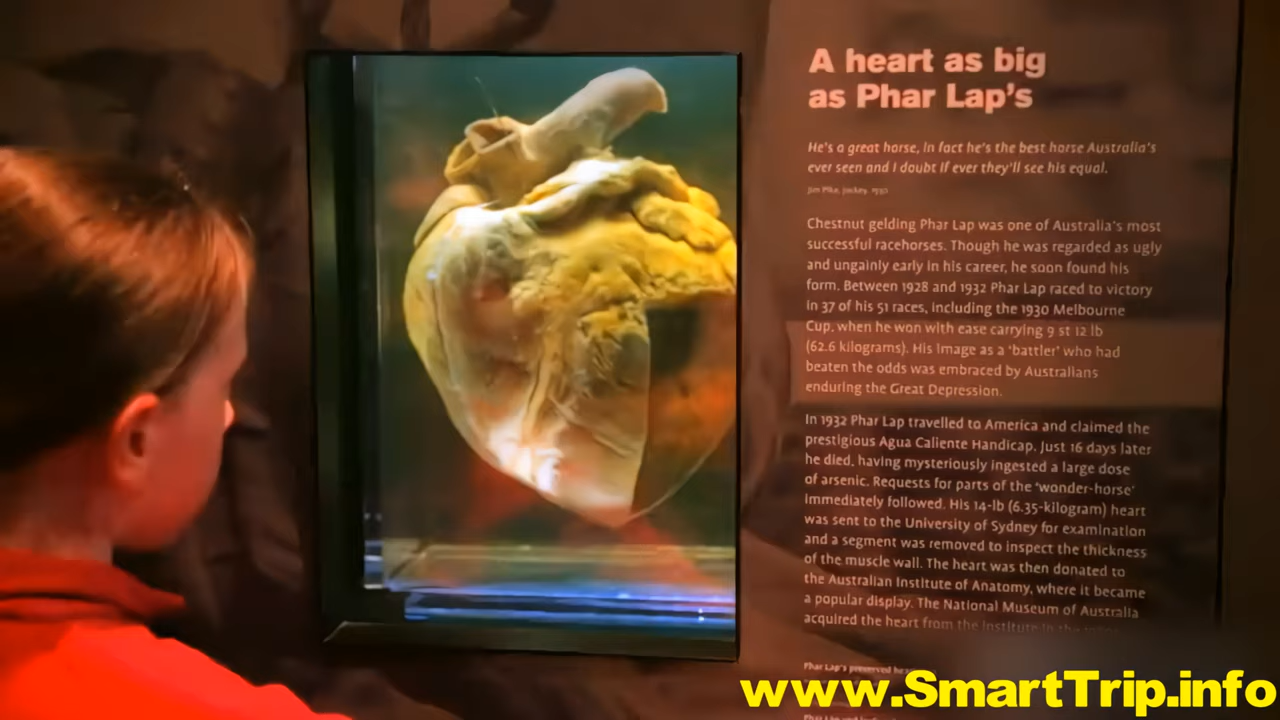 A heart as big
as Phar Lap's
He's a great horse, in fact he's the best horse Australia's
ever seen and I doubt if ever they'll see his equal.
Jim Pike, jockey, 1930
Chestnut gelding Phar Lap was one of Australia's most
successful racehorses. Though he was regarded as ugly
and ungainly early in his career, he soon found his
form. Between 1928 and 1932 Phar Lap raced to victory
in 37 of his 51 races, including the 1930 Melbourne
Cup, when he won with ease carrying 9 st 12 lb
(62.6 kilograms). His image as a 'battler' who had
beaten the odds was embraced by Australians
enduring the Great Depression.
In 1932 Phar Lap travelled to America and claimed the
prestigious Agua Caliente Handicap. Just 16 days later
he died, having mysteriously ingested a large dose
of arsenic. Requests for parts of the 'wonder-horse'
immediately followed. His 14-lb (6.35-kilogram) heart
was sent to the University of Sydney for examination
and a segment was removed to inspect the thickness
of the muscle wall. The heart was then donated to
the Australian Institute of Anatomy, where it became
a popular display. The National Museum of Australia
acquired the heart from the Institute in the
Phar Lap's preserved
www.SmartTrip.info